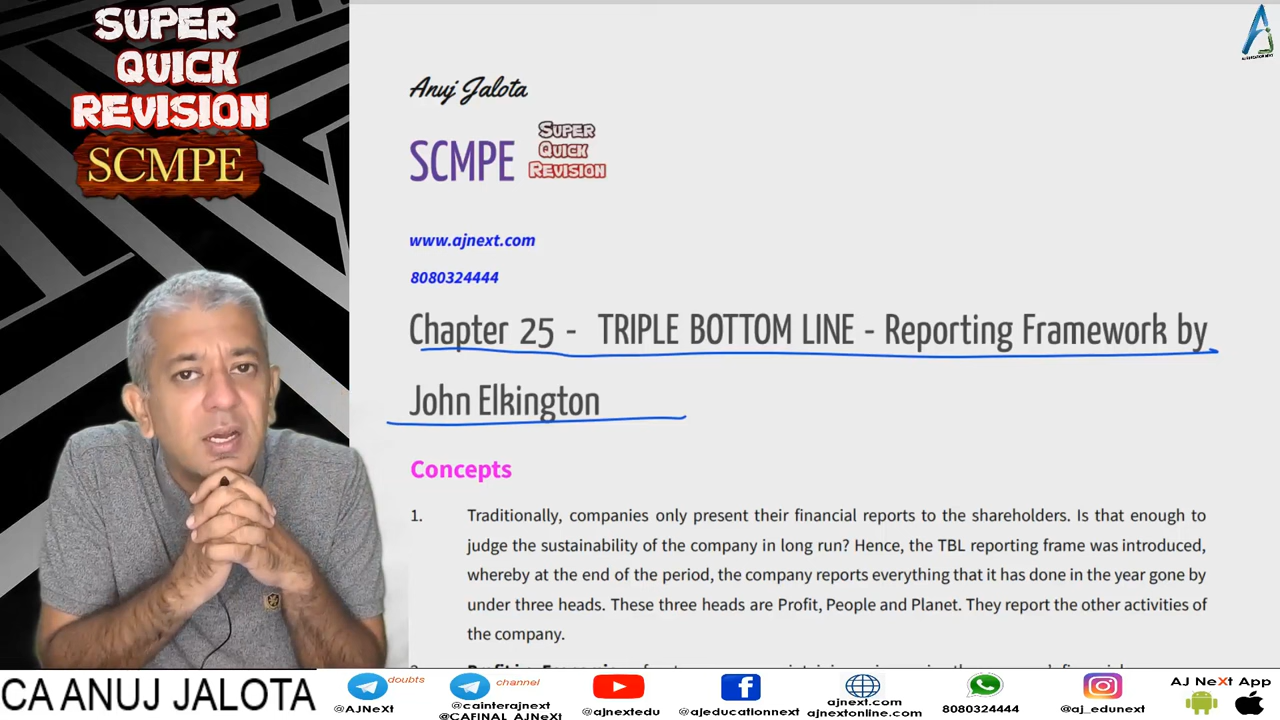 SUPER
QUICK
REVISION
SCMPE
Anuj Jalota
SCMPE
SUPER
QUICK
REVISION
www.ajnext.com
8080324444
Chapter 25 - TRIPLE BOTTOM LINE - Reporting Framework by
John Elkington
Concepts
1. Traditionally, companies only present their financial reports to the shareholders. Is that enough to
judge the sustainability of the company in long run? Hence, the TBL reporting frame was introduced,
whereby at the end of the period, the company reports everything that it has done in the year gone by
under three heads. These three heads are Profit, People and Planet. They report the other activities of
the company.
CA ANUJ JALOTA
doubts
@AJNeXt
channel
@cainterajnext
@CAFINAL_AJNeXt
@ajnextedu
@ajeducationnext
ajnext.com
ajnextonline.com
8080324444
@aj_edunext
AJ NeXt App